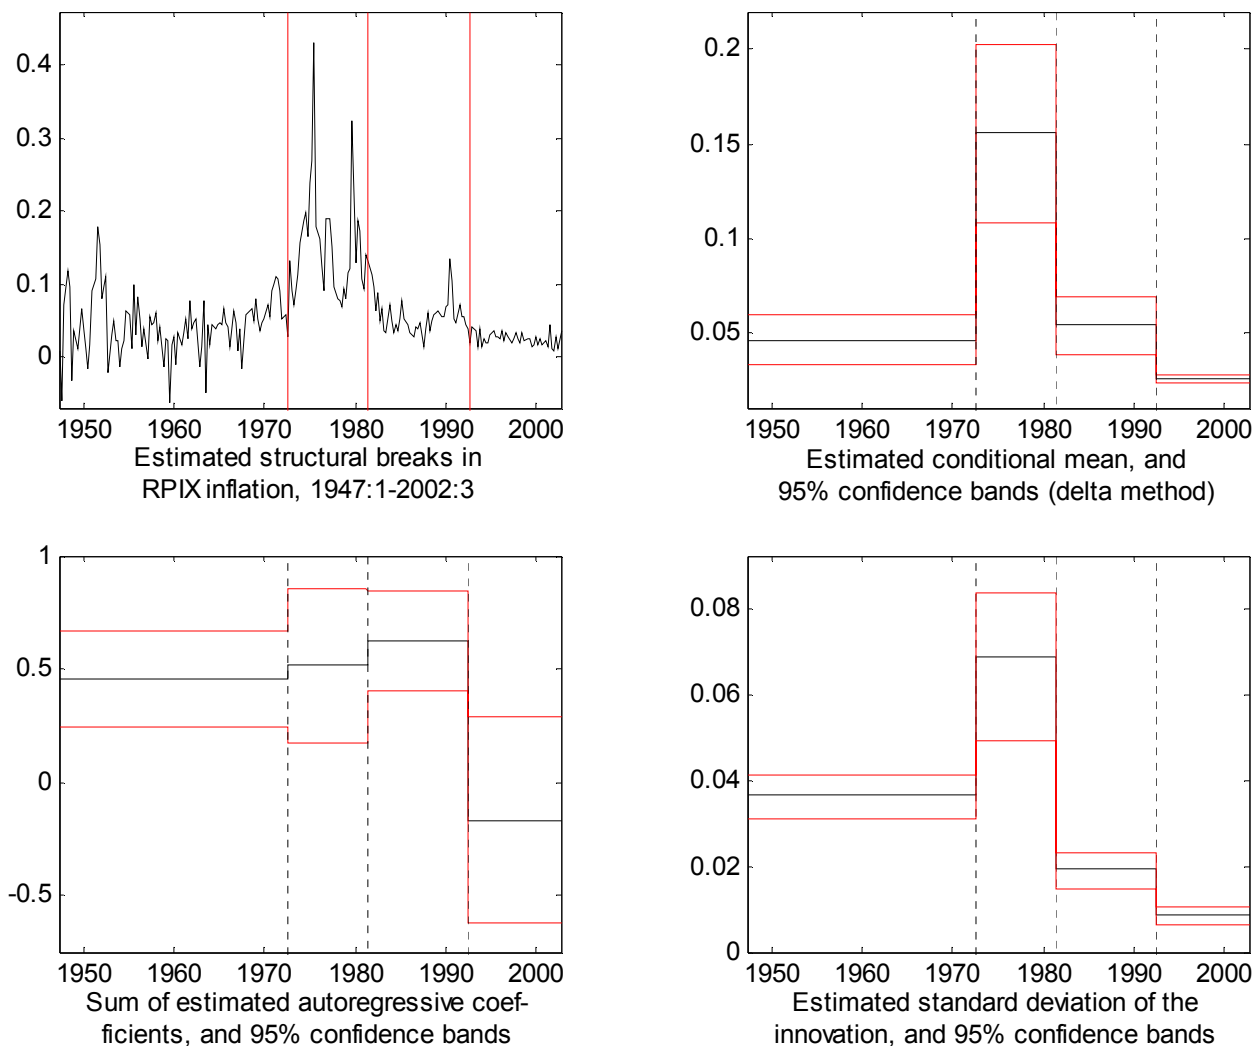 0.4
0.3
0.2
0.1
0
1950 1960 1970 1980 1990 2000
Estimated structural breaks in
RPIX inflation, 1947:1-2002:3
0.2
0.15
0.1
0.05
1950 1960 1970 1980 1990 2000
Estimated conditional mean, and
95% confidence bands (delta method)
1
0.5
0
-0.5
1950 1960 1970 1980 1990 2000
Sum of estimated autoregressive coef-
ficients, and 95% confidence bands
0.08
0.06
0.04
0.02
0
1950 1960 1970 1980 1990 2000
Estimated standard deviation of the
innovation, and 95% confidence bands